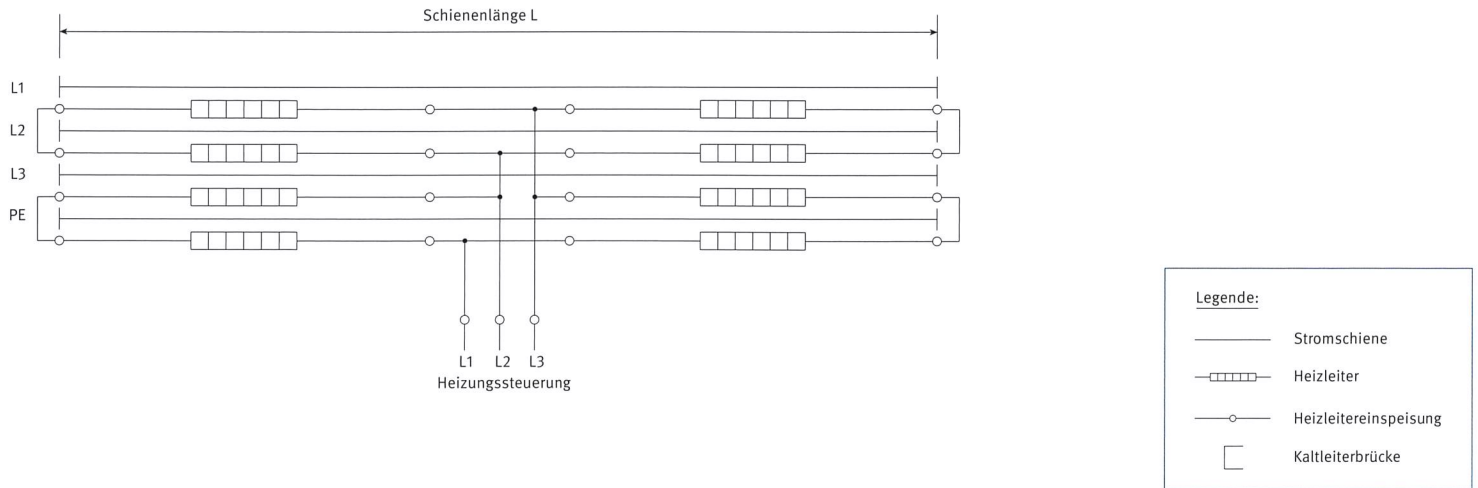 Schienenlänge L
L1
L2
L3
PE
L1 L2 L3
Heizungssteuerung
Legende:
Stromschiene
Heizleiter
Heizleitereinspeisung
Kaltleiterbrücke